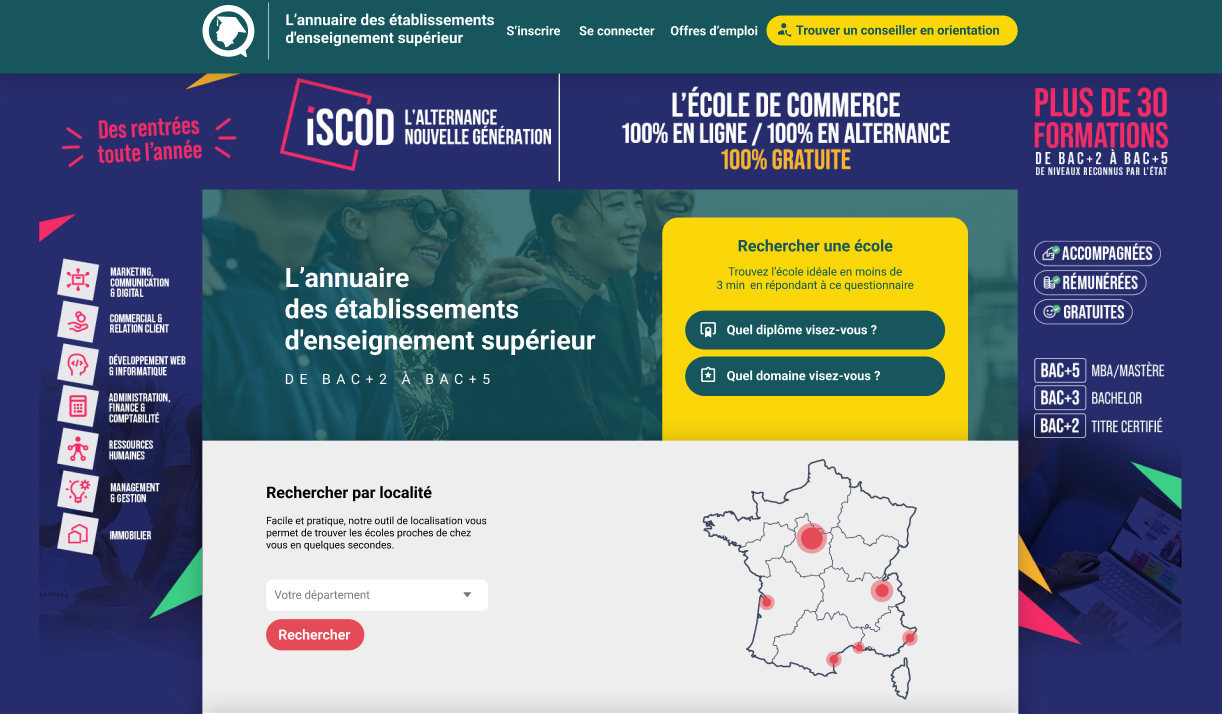 L’annuaire des établissements
d'enseignement supérieur
S’inscrire
Se connecter
Offres d’emploi
Trouver un conseiller en orientation
Des rentrées
toute l’année
iSCOD
L’ALTERNANCE
NOUVELLE GÉNÉRATION
L’ÉCOLE DE COMMERCE
100% EN LIGNE / 100% EN ALTERNANCE
100% GRATUITE
PLUS DE 30
FORMATIONS
DE BAC+2 À BAC+5
DE NIVEAUX RECONNUS PAR L’ÉTAT
MARKETING,
COMMUNICATION
& DIGITAL
COMMERCIAL &
RELATION CLIENT
DÉVELOPPEMENT WEB
& INFORMATIQUE
ADMINISTRATION,
FINANCE &
COMPTABILITÉ
RESSOURCES
HUMAINES
MANAGEMENT
& GESTION
IMMOBILIER
L’annuaire
des établissements
d'enseignement supérieur
DE BAC+2 À BAC+5
Rechercher une école
Trouvez l’école idéale en moins de
3 min en répondant à ce questionnaire
Quel diplôme visez-vous ?
Quel domaine visez-vous ?
ACCOMPAGNÉES
RÉMUNÉRÉES
GRATUITES
BAC+5 MBA/MASTÈRE
BAC+3 BACHELOR
BAC+2 TITRE CERTIFIÉ
Rechercher par localité
Facile et pratique, notre outil de localisation vous
permet de trouver les écoles proches de chez
vous en quelques secondes.
Votre département
Rechercher